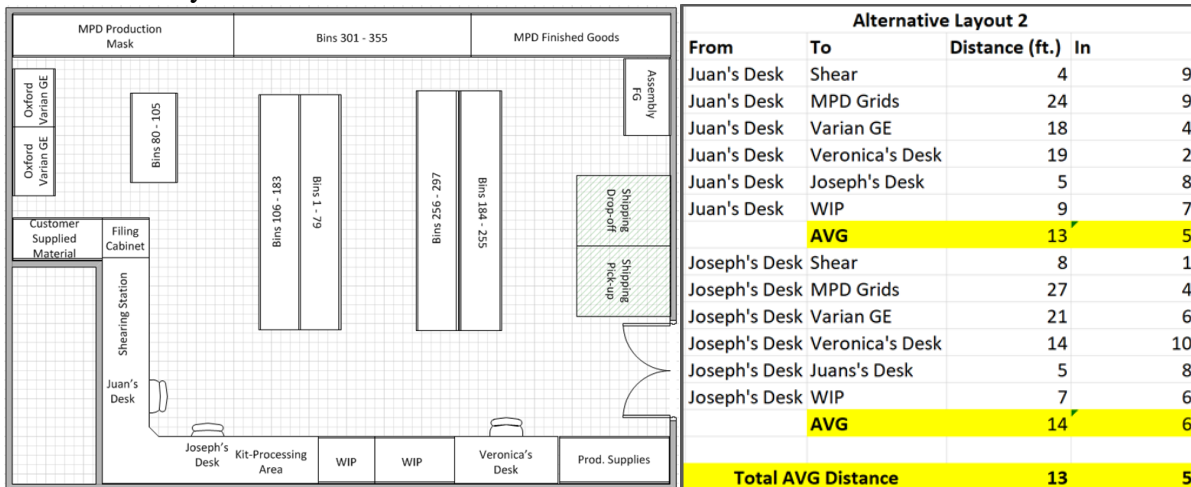 MPD Production
Mask
Bins 301 - 355
MPD Finished Goods
Oxford
Varian GE
Oxford
Varian GE
Bins 80 - 105
Bins 106 - 183
Bins 1 - 79
Bins 256 - 297
Bins 184 - 255
Assembly
FG
Shipping
Drop-off
Shipping
Pick-up
Customer
Supplied
Material
Filing
Cabinet
Shearing Station
Juan's
Desk
Joseph's
Desk
Kit-Processing
Area
WIP
WIP
Veronica's
Desk
Prod. Supplies
Alternative Layout 2
From To Distance (ft.) In
Juan's Desk Shear 4 9
Juan's Desk MPD Grids 24 9
Juan's Desk Varian GE 18 4
Juan's Desk Veronica's Desk 19 2
Juan's Desk Joseph's Desk 5 8
Juan's Desk WIP 9 7
AVG 13 5
Joseph's Desk Shear 8 1
Joseph's Desk MPD Grids 27 4
Joseph's Desk Varian GE 21 6
Joseph's Desk Veronica's Desk 14 10
Joseph's Desk Juans's Desk 5 8
Joseph's Desk WIP 7 6
AVG 14 6
Total AVG Distance 13 5